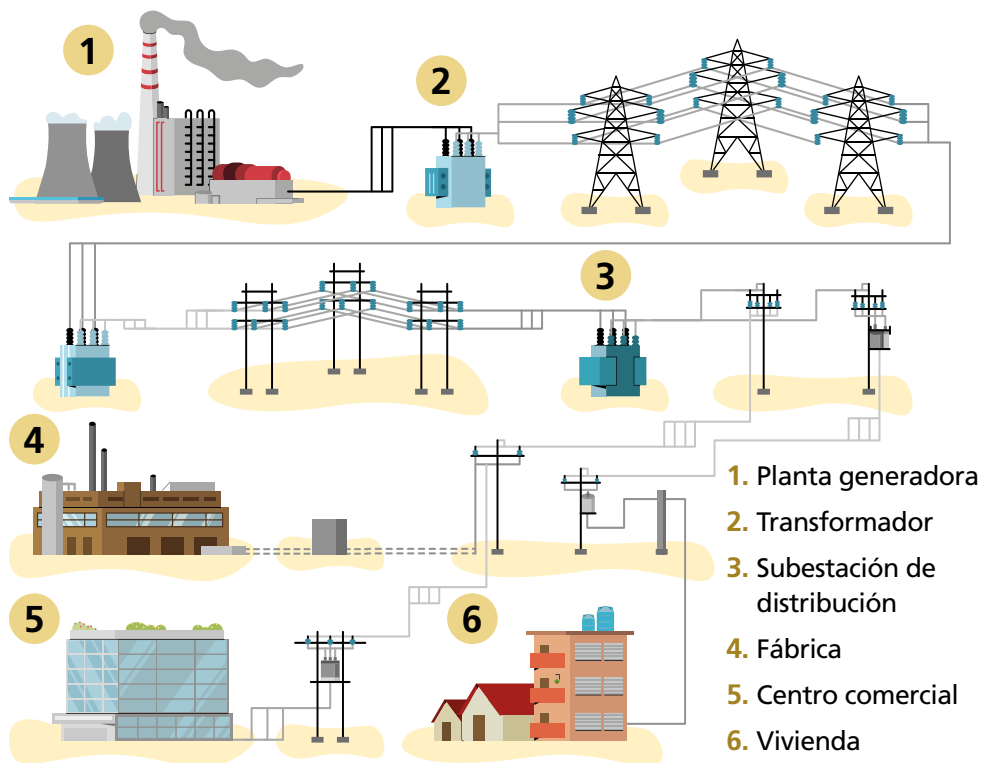 1
2
3
4
5
6
1. Planta generadora
2. Transformador
3. Subestación de
distribución
4. Fábrica
5. Centro comercial
6. Vivienda